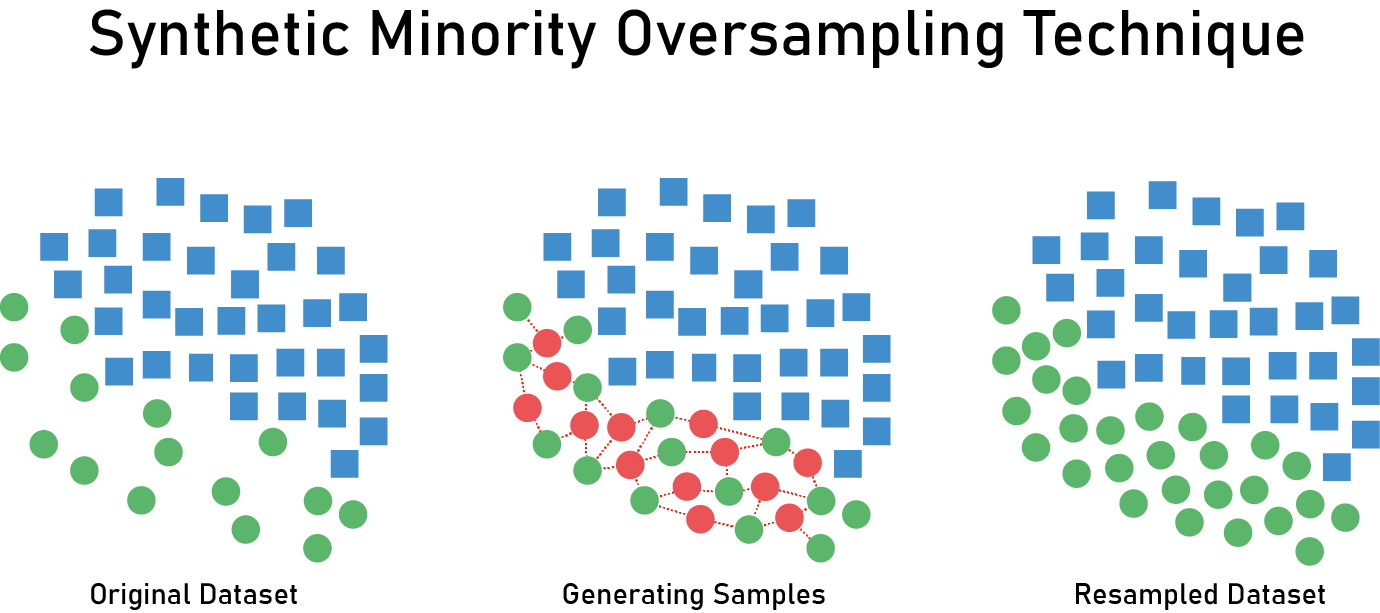 Synthetic Minority Oversampling Technique
Original Dataset
Generating Samples
Resampled Dataset